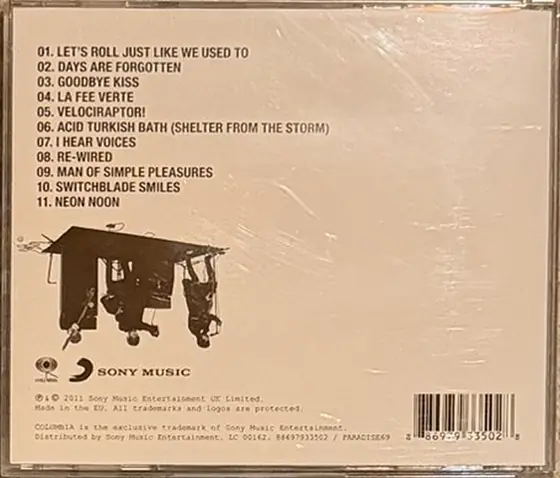 01. LET'S ROLL JUST LIKE WE USED TO
02. DAYS ARE FORGOTTEN
03. GOODBYE KISS
04. LA FEE VERTE
05. VELOCIRAPTOR!
06. ACID TURKISH BATH (SHELTER FROM THE STORM)
07. I HEAR VOICES
08. RE-WIRED
09. MAN OF SIMPLE PLEASURES
10. SWITCHBLADE SMILES
11. NEON NOON
COLUMBIA
SONY MUSIC
℗ & © 2011 Sony Music Entertainment UK Limited.
Made in the EU. All trademarks and logos are protected.
COLUMBIA is the exclusive trademark of Sony Music Entertainment.
Distributed by Sony Music Entertainment. LC 00162. 88697933502 / PARADISE69
8 86979 33502 8